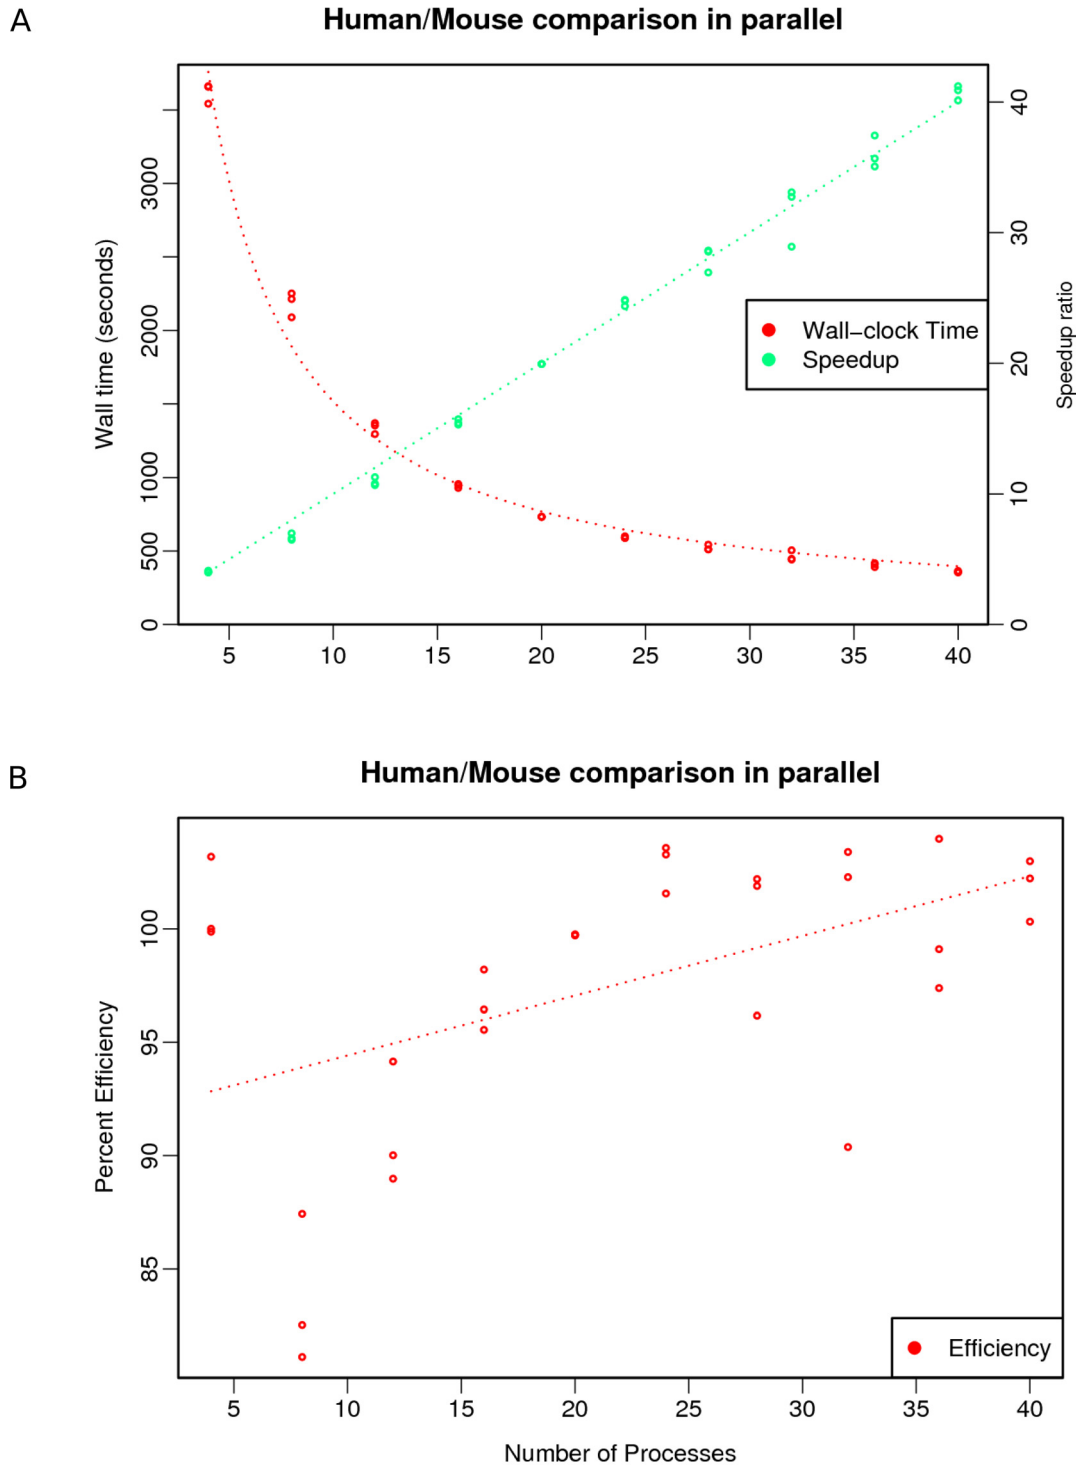 A
Human/Mouse comparison in parallel
Wall time (seconds)
0
500
1000
2000
3000
5
10
15
20
25
30
35
40
0
10
20
30
40
Speedup ratio
Wall−clock Time
Speedup
B
Human/Mouse comparison in parallel
Percent Efficiency
85
90
95
100
5
10
15
20
25
30
35
40
Number of Processes
Efficiency